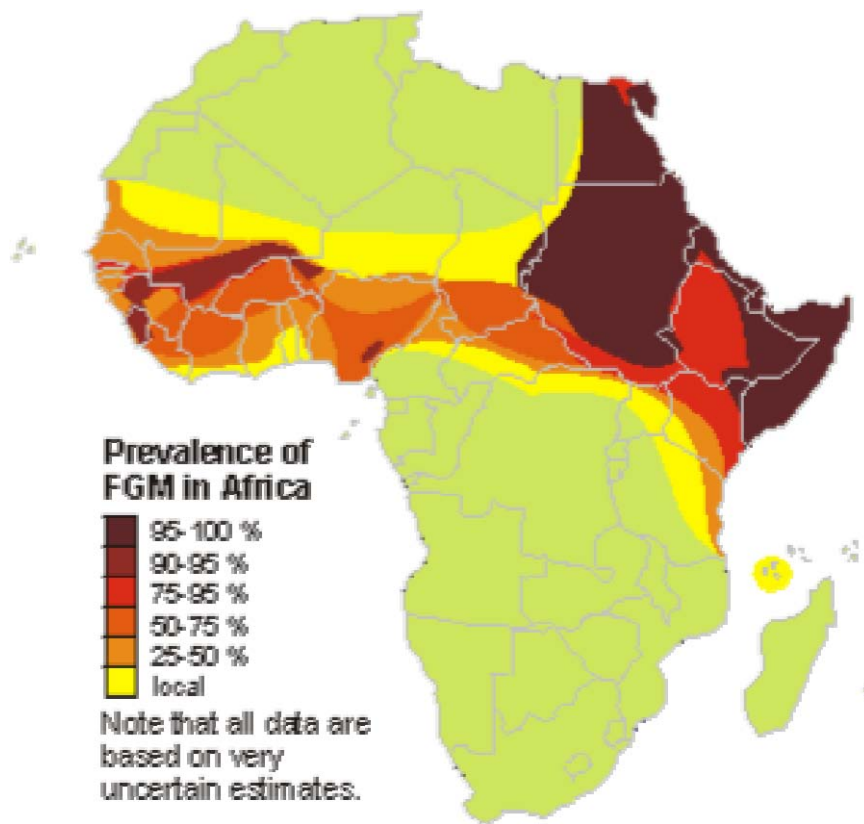 Prevalence of
FGM in Africa
95-100 %
90-95 %
75-95 %
50-75 %
25-50 %
local
Note that all data are
based on very
uncertain estimates.